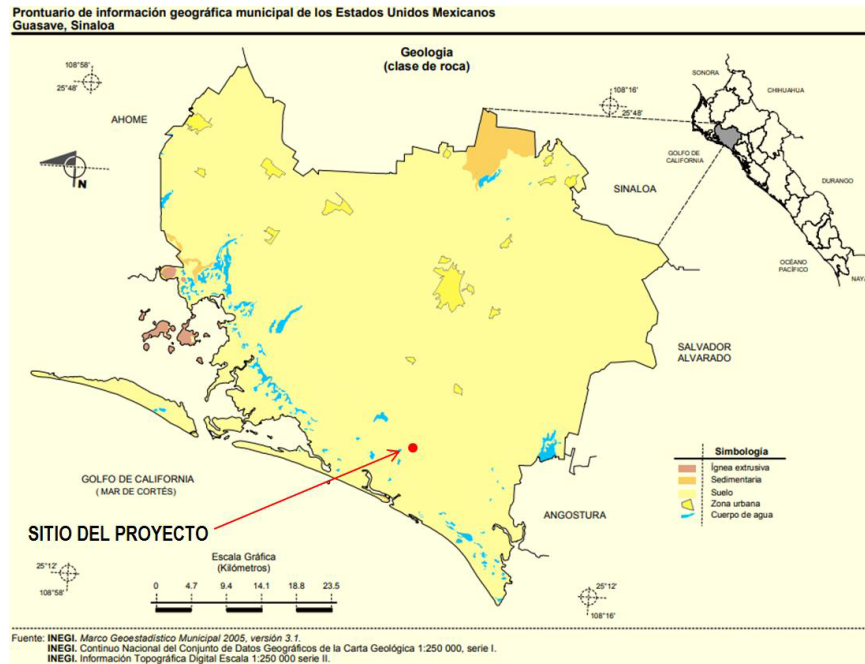 Prontuario de información geográfica municipal de los Estados Unidos Mexicanos
Guasave, Sinaloa
Geologia
(clase de roca)
108°58'
25°48'
108°16'
25°48'
AHOME
N
SONORA
CHIHUAHUA
GOLFO DE
CALIFORNIA
DURANGO
OCÉANO
PACÍFICO
NAYA
SINALOA
SALVADOR
ALVARADO
GOLFO DE CALIFORNIA
( MAR DE CORTÉS)
SITIO DEL PROYECTO
ANGOSTURA
Simbología
Ígnea extrusiva
Sedimentaria
Suelo
Zona urbana
Cuerpo de agua
25°12'
108°58'
Escala Gráfica
(Kilómetros)
0 4.7 9.4 14.1 18.8 23.5
25°12'
108°16'
Fuente: INEGI. Marco Geoestadístico Municipal 2005, versión 3.1.
INEGI. Continuo Nacional del Conjunto de Datos Geográficos de la Carta Geológica 1:250 000, serie I.
INEGI. Información Topográfica Digital Escala 1:250 000 serie II.